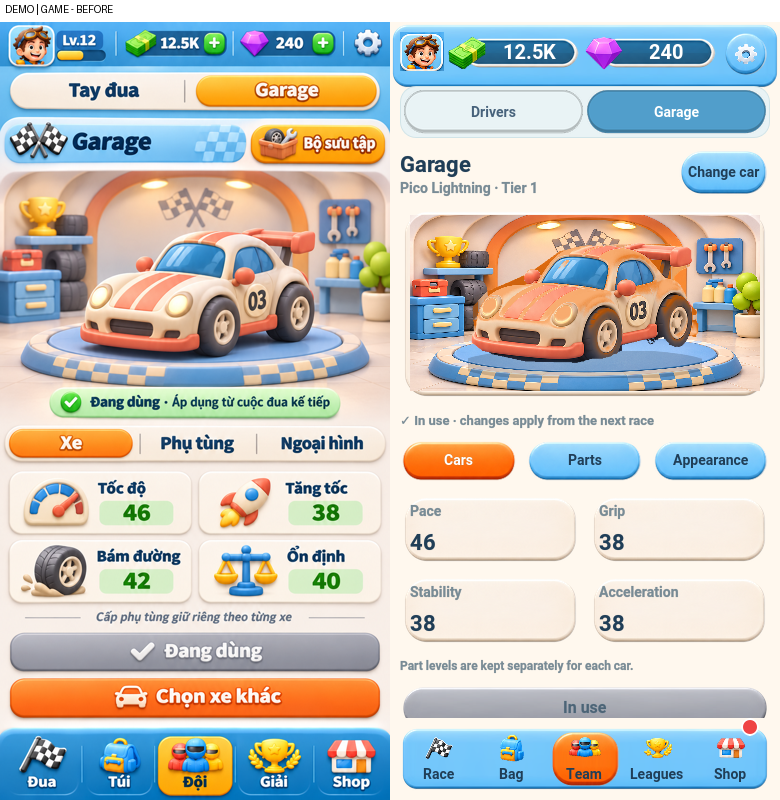 DEMO | GAME - BEFORE
Lv.12
12.5K
240
Tay đua
Garage
Garage
Bộ sưu tập
03
Đang dùng · Áp dụng từ cuộc đua kế tiếp
Xe
Phụ tùng
Ngoại hình
Tốc độ
46
Tăng tốc
38
Bám đường
42
Ổn định
40
Cấp phụ tùng giữ riêng theo từng xe
Đang dùng
Chọn xe khác
Đua
Túi
Đội
Giải
Shop
12.5K
240
Drivers
Garage
Garage
Pico Lightning · Tier 1
Change car
03
✓ In use · changes apply from the next race
Cars
Parts
Appearance
Pace
46
Grip
38
Stability
38
Acceleration
38
Part levels are kept separately for each car.
In use
Race
Bag
Team
Leagues
Shop